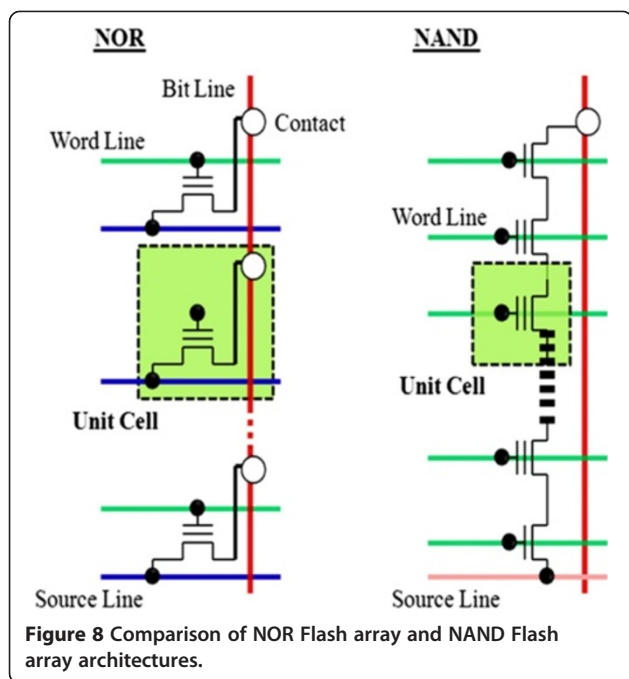 NOR
NAND
Bit Line
Contact
Word Line
Word Line
Unit Cell
Unit Cell
Source Line
Source Line
Figure 8 Comparison of NOR Flash array and NAND Flash
array architectures.